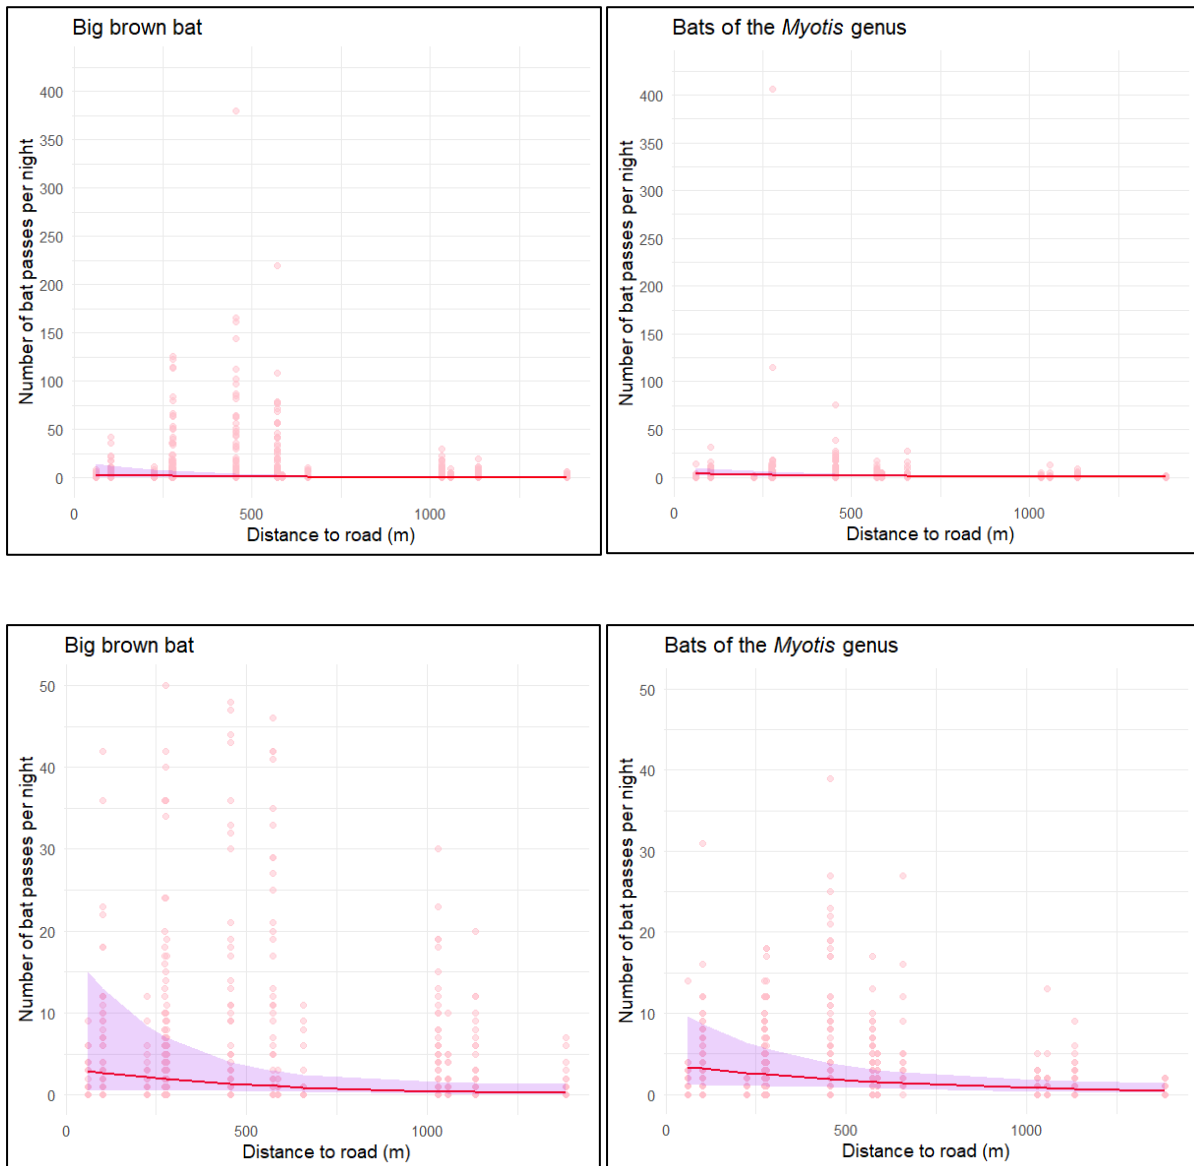 Big brown bat
Number of bat passes per night
400
350
300
250
200
150
100
50
0
0 500 1000
Distance to road (m)
Bats of the Myotis genus
Number of bat passes per night
400
350
300
250
200
150
100
50
0
0 500 1000
Distance to road (m)
Big brown bat
Number of bat passes per night
50
40
30
20
10
0
0 500 1000
Distance to road (m)
Bats of the Myotis genus
Number of bat passes per night
50
40
30
20
10
0
0 500 1000
Distance to road (m)